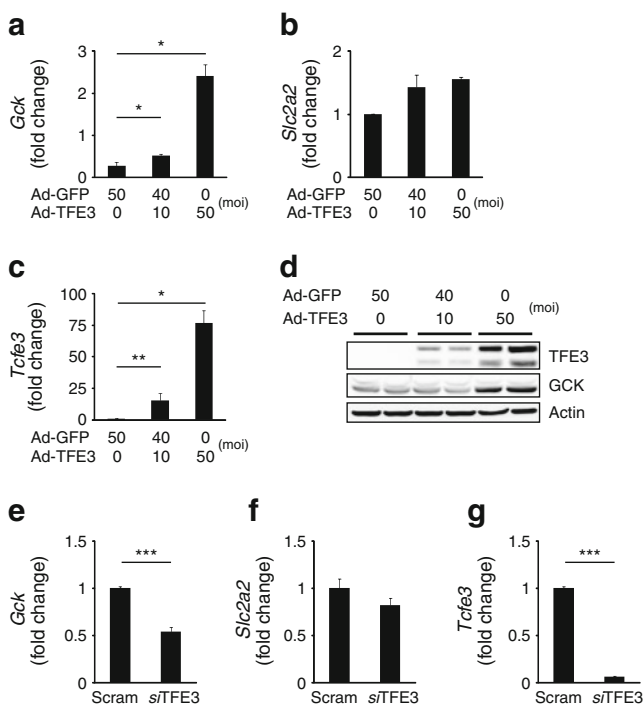 a
b
*
*
Gck
(fold change)
3
2
1
0
Ad-GFP 50 40 0
Ad-TFE3 0 10 50 (moi)
Slc2a2
(fold change)
2
1
0
Ad-GFP 50 40 0
Ad-TFE3 0 10 50 (moi)
c
d
*
**
Tcfe3
(fold change)
100
75
50
25
0
Ad-GFP 50 40 0
Ad-TFE3 0 10 50 (moi)
Ad-GFP 50 40 0
Ad-TFE3 0 10 50 (moi)
TFE3
GCK
Actin
e
f
g
***
Gck
(fold change)
1.5
1
0.5
0
Scram siTFE3
Slc2a2
(fold change)
1.5
1
0.5
0
Scram siTFE3
***
Tcfe3
(fold change)
1.5
1
0.5
0
Scram siTFE3